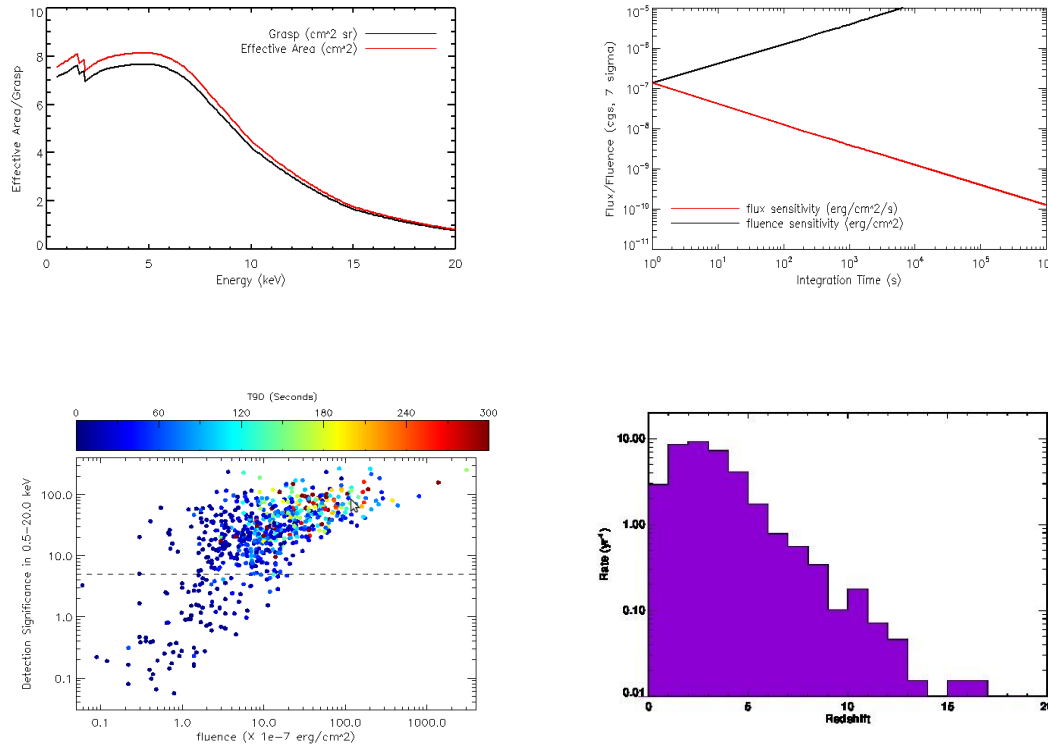 10
8
6
4
2
0
Effective Area/Grasp
Grasp (cm^2 sr)
Effective Area (cm^2)
0 5 10 15 20
Energy (keV)
10^-5
10^-6
10^-7
10^-8
10^-9
10^-10
10^-11
Flux/Fluence (cgs, 7 sigma)
flux sensitivity (erg/cm^2/s)
fluence sensitivity (erg/cm^2)
10^0 10^1 10^2 10^3 10^4 10^5 10^
Integration Time (s)
T90 (Seconds)
0 60 120 180 240 300
100.0
10.0
1.0
0.1
Detection Significance in 0.5-20.0 keV
0.1 1.0 10.0 100.0 1000.0
fluence (X 1e-7 erg/cm^2)
10.00
1.00
0.10
0.01
Rate (yr^-1)
0 5 10 15 20
Redshift